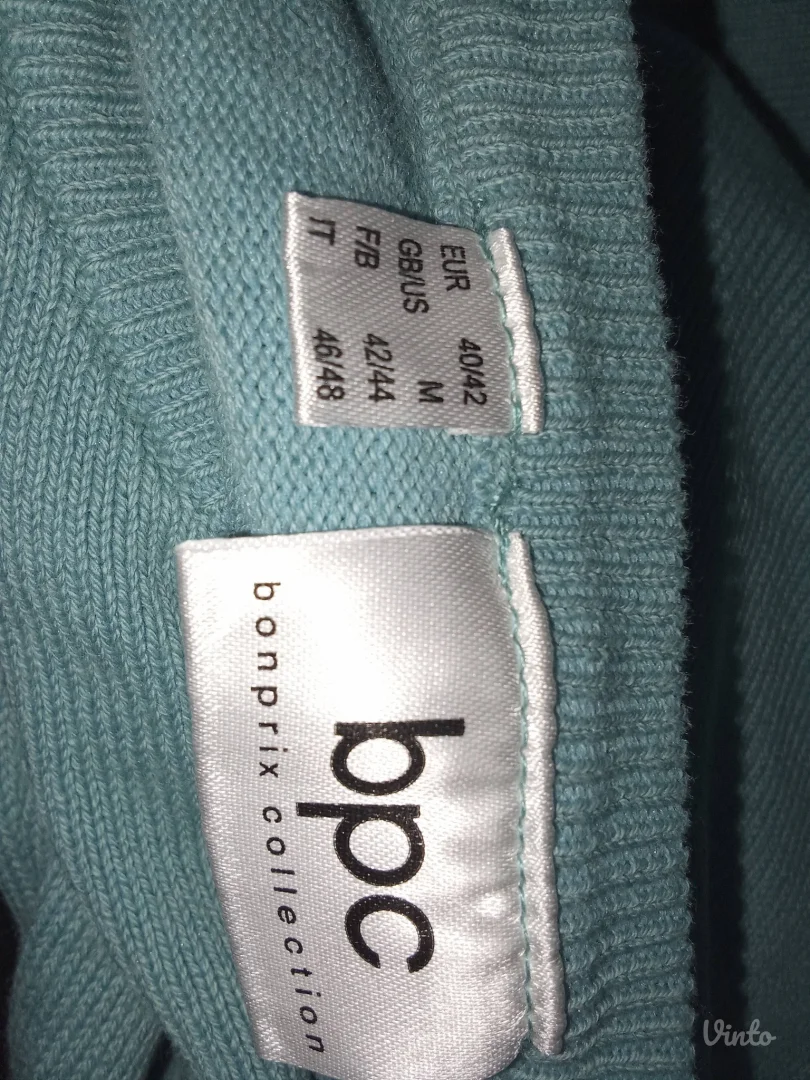 EUR 40/42
GB/US M
F/B 42/44
IT 46/48
bpc
bonprix collection
Vinto